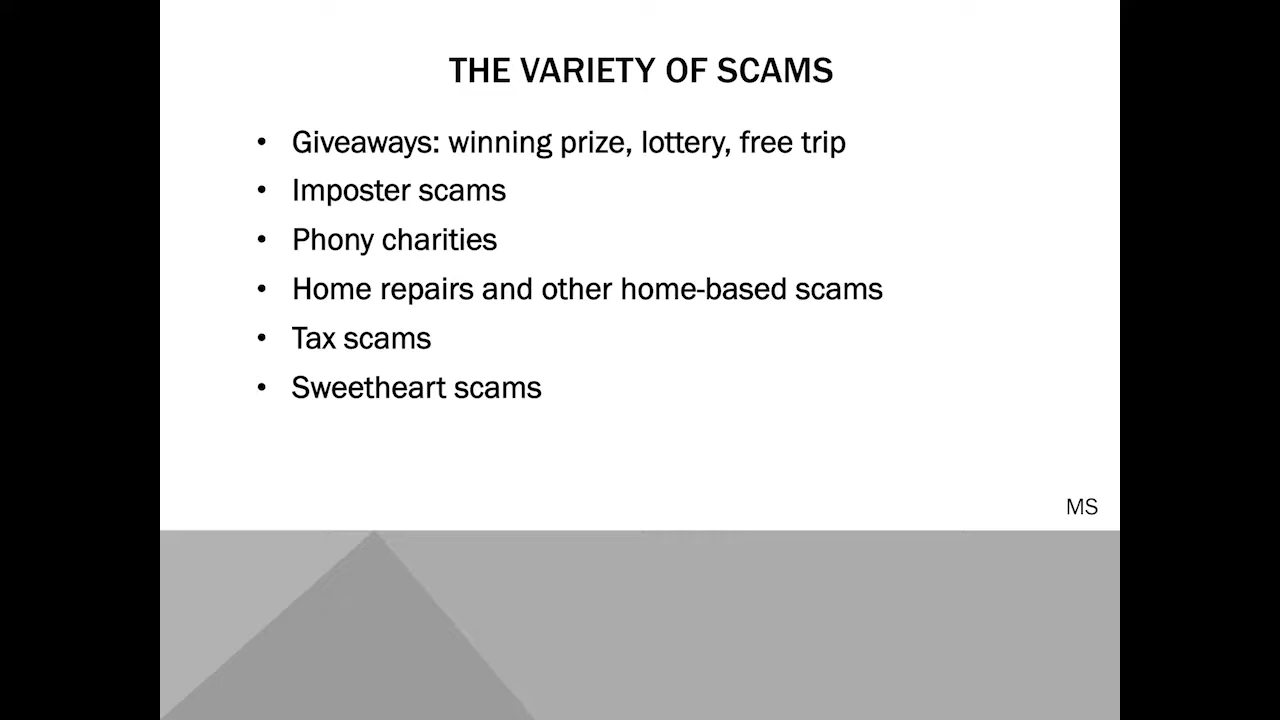 THE VARIETY OF SCAMS
• Giveaways: winning prize, lottery, free trip
• Imposter scams
• Phony charities
• Home repairs and other home-based scams
• Tax scams
• Sweetheart scams
MS